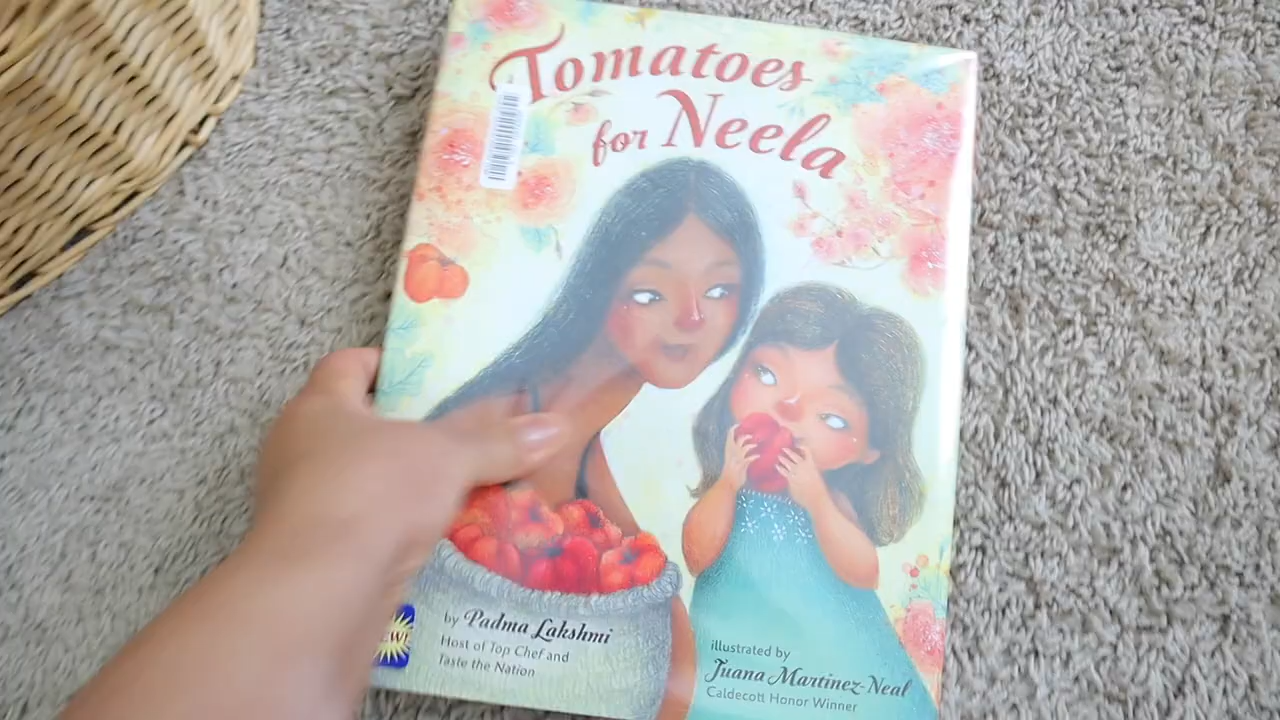 Tomatoes
for Neela
by Padma Lakshmi
Host of Top Chef and
Taste the Nation
illustrated by
Juana Martinez-Neal
Caldecott Honor Winner